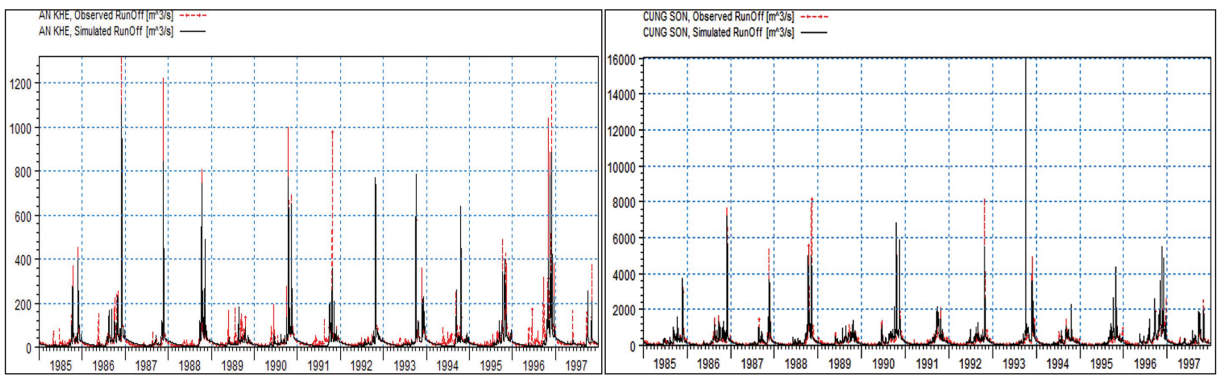 AN KHE, Observed RunOff [m^3/s]
AN KHE, Simulated RunOff [m^3/s]
1200
1000
800
600
400
200
0
1985 1986 1987 1988 1989 1990 1991 1992 1993 1994 1995 1996 1997
CUNG SON, Observed RunOff [m^3/s]
CUNG SON, Simulated RunOff [m^3/s]
16000
14000
12000
10000
8000
6000
4000
2000
0
1985 1986 1987 1988 1989 1990 1991 1992 1993 1994 1995 1996 1997